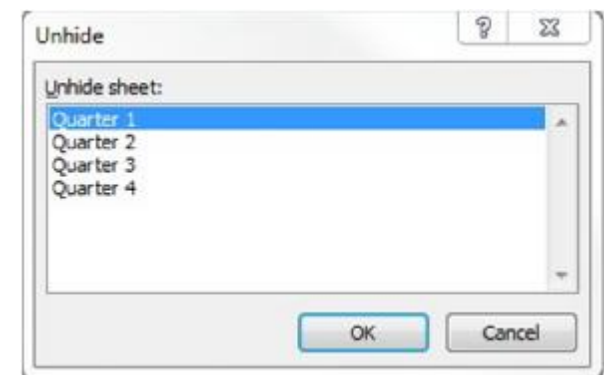 Unhide
Unhide sheet:
Quarter 1
Quarter 2
Quarter 3
Quarter 4
OK
Cancel